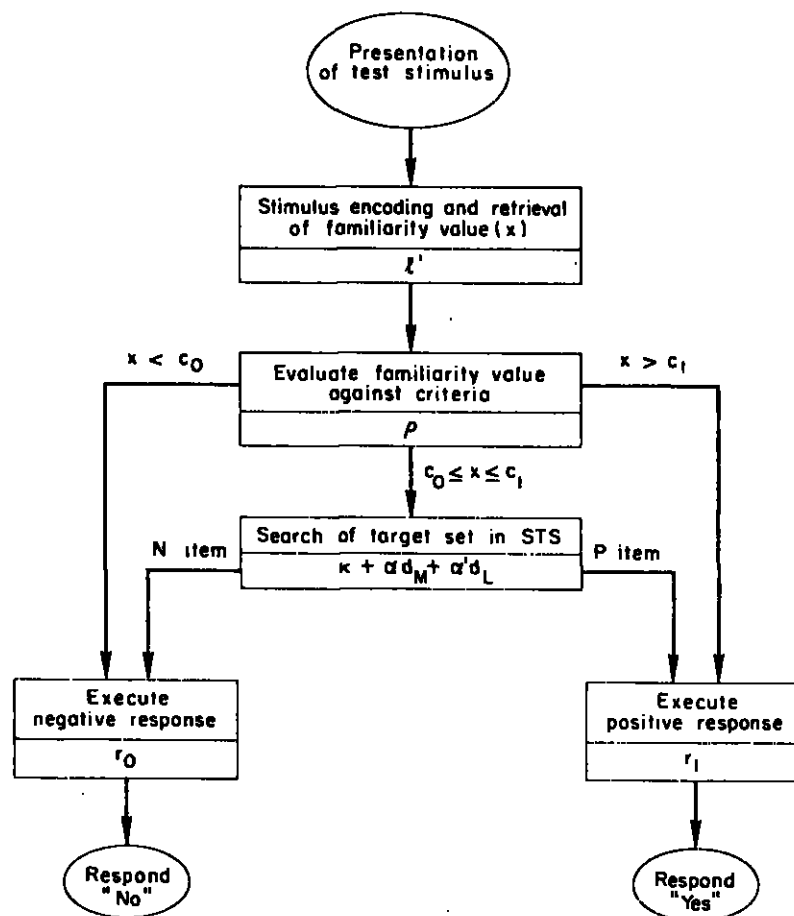 Presentation
of test stimulus
Stimulus encoding and retrieval
of familiarity value (x)
ℓ'
x < c₀
x > c₁
Evaluate familiarity value
against criteria
ρ
c₀ ≤ x ≤ c₁
Search of target set in STS
N item
P item
κ + αd_M + α'd_L
Execute
negative response
r₀
Execute
positive response
r₁
Respond
"No"
Respond
"Yes"